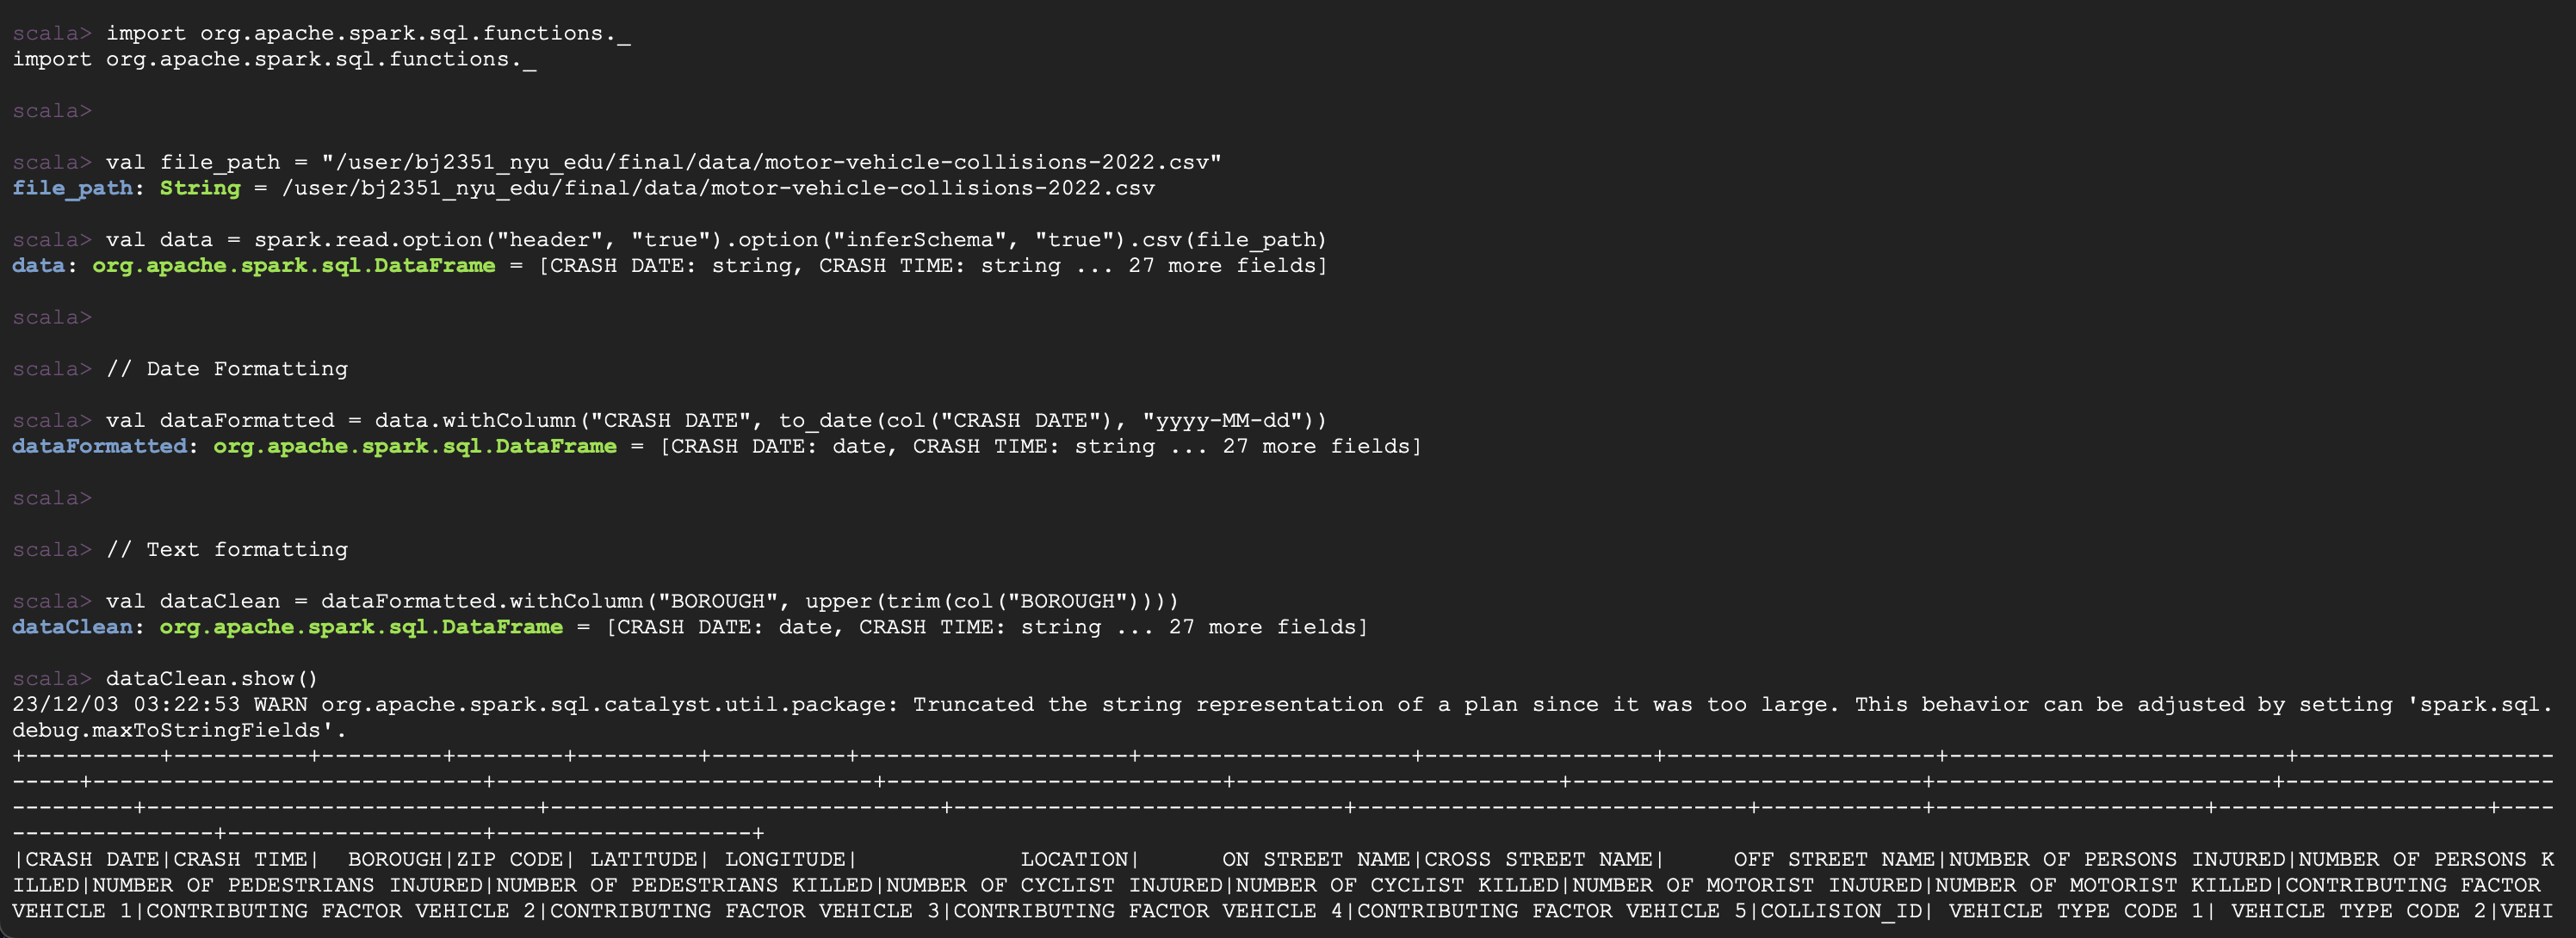 scala> import org.apache.spark.sql.functions._
import org.apache.spark.sql.functions._
scala>
scala> val file_path = "/user/bj2351_nyu_edu/final/data/motor-vehicle-collisions-2022.csv"
file_path: String = /user/bj2351_nyu_edu/final/data/motor-vehicle-collisions-2022.csv
scala> val data = spark.read.option("header", "true").option("inferSchema", "true").csv(file_path)
data: org.apache.spark.sql.DataFrame = [CRASH DATE: string, CRASH TIME: string ... 27 more fields]
scala>
scala> // Date Formatting
scala> val dataFormatted = data.withColumn("CRASH DATE", to_date(col("CRASH DATE"), "yyyy-MM-dd"))
dataFormatted: org.apache.spark.sql.DataFrame = [CRASH DATE: date, CRASH TIME: string ... 27 more fields]
scala>
scala> // Text formatting
scala> val dataClean = dataFormatted.withColumn("BOROUGH", upper(trim(col("BOROUGH"))))
dataClean: org.apache.spark.sql.DataFrame = [CRASH DATE: date, CRASH TIME: string ... 27 more fields]
scala> dataClean.show()
23/12/03 03:22:53 WARN org.apache.spark.sql.catalyst.util.package: Truncated the string representation of a plan since it was too large. This behavior can be adjusted by setting 'spark.sql.
debug.maxToStringFields'.
+----------+----------+---------+--------+---------+----------+--------------------+--------------------+-----------------+--------------------+-------------------------+-------------------
-----+-----------------------------+----------------------------+-------------------------+------------------------+--------------------------+-------------------------+--------------------
---------+-----------------------------+-----------------------------+-----------------------------+-----------------------------+------------+--------------------+--------------------+----
---------------+-------------------+-------------------+
|CRASH DATE|CRASH TIME|  BOROUGH|ZIP CODE| LATITUDE| LONGITUDE|            LOCATION|      ON STREET NAME|CROSS STREET NAME|     OFF STREET NAME|NUMBER OF PERSONS INJURED|NUMBER OF PERSONS K
ILLED|NUMBER OF PEDESTRIANS INJURED|NUMBER OF PEDESTRIANS KILLED|NUMBER OF CYCLIST INJURED|NUMBER OF CYCLIST KILLED|NUMBER OF MOTORIST INJURED|NUMBER OF MOTORIST KILLED|CONTRIBUTING FACTOR
VEHICLE 1|CONTRIBUTING FACTOR VEHICLE 2|CONTRIBUTING FACTOR VEHICLE 3|CONTRIBUTING FACTOR VEHICLE 4|CONTRIBUTING FACTOR VEHICLE 5|COLLISION_ID| VEHICLE TYPE CODE 1| VEHICLE TYPE CODE 2|VEHI